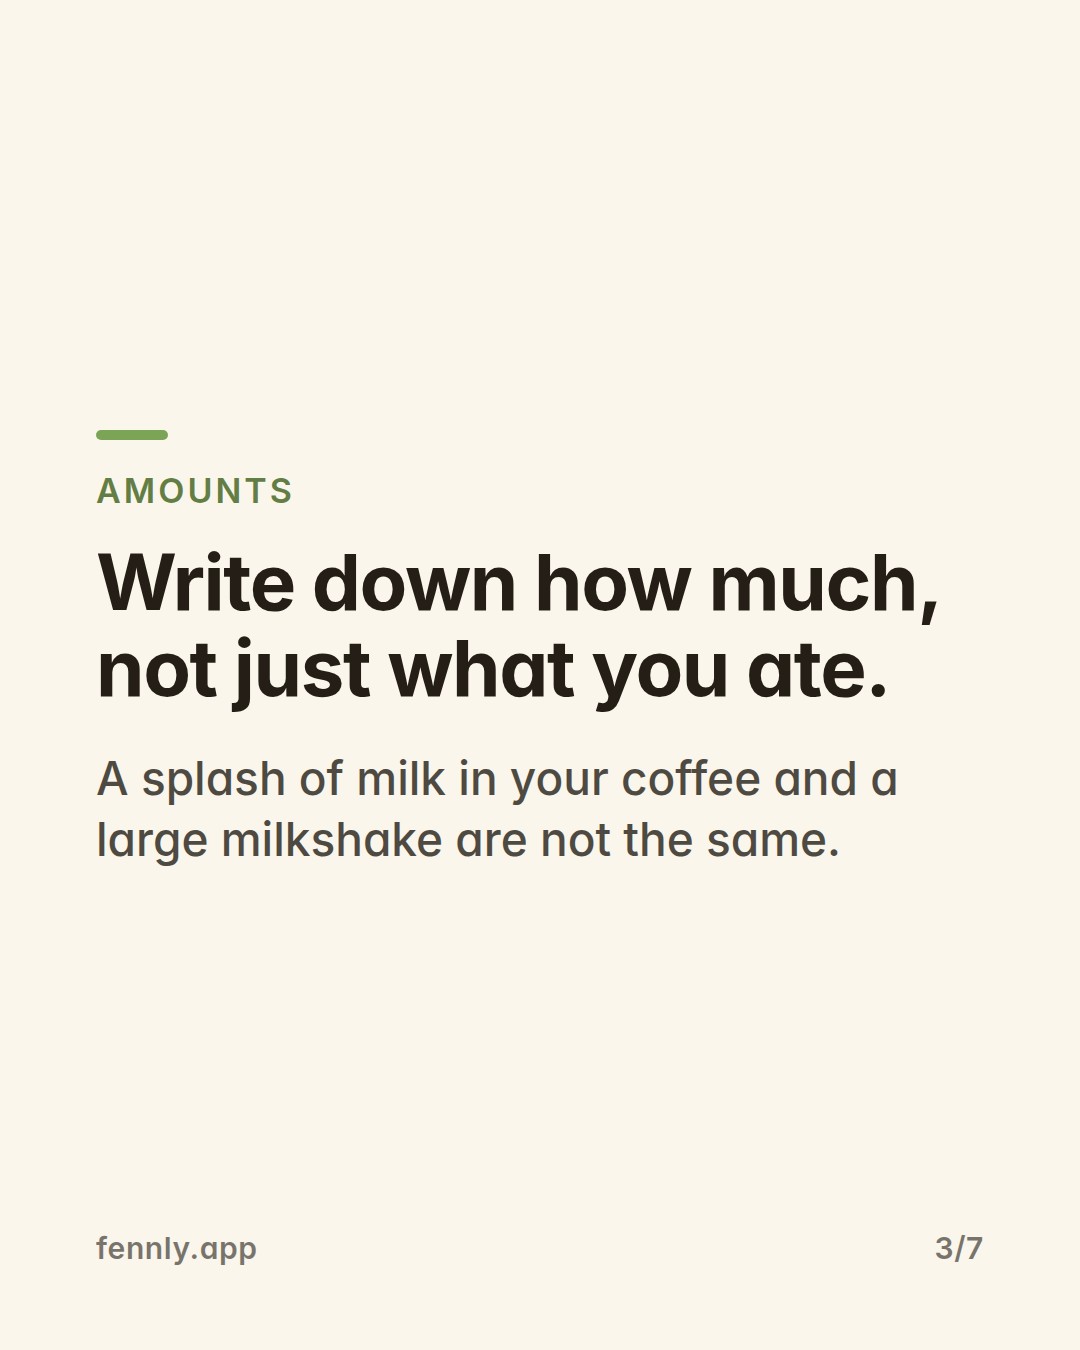 AMOUNTS
Write down how much,
not just what you ate.
A splash of milk in your coffee and a
large milkshake are not the same.
fennly.app
3/7